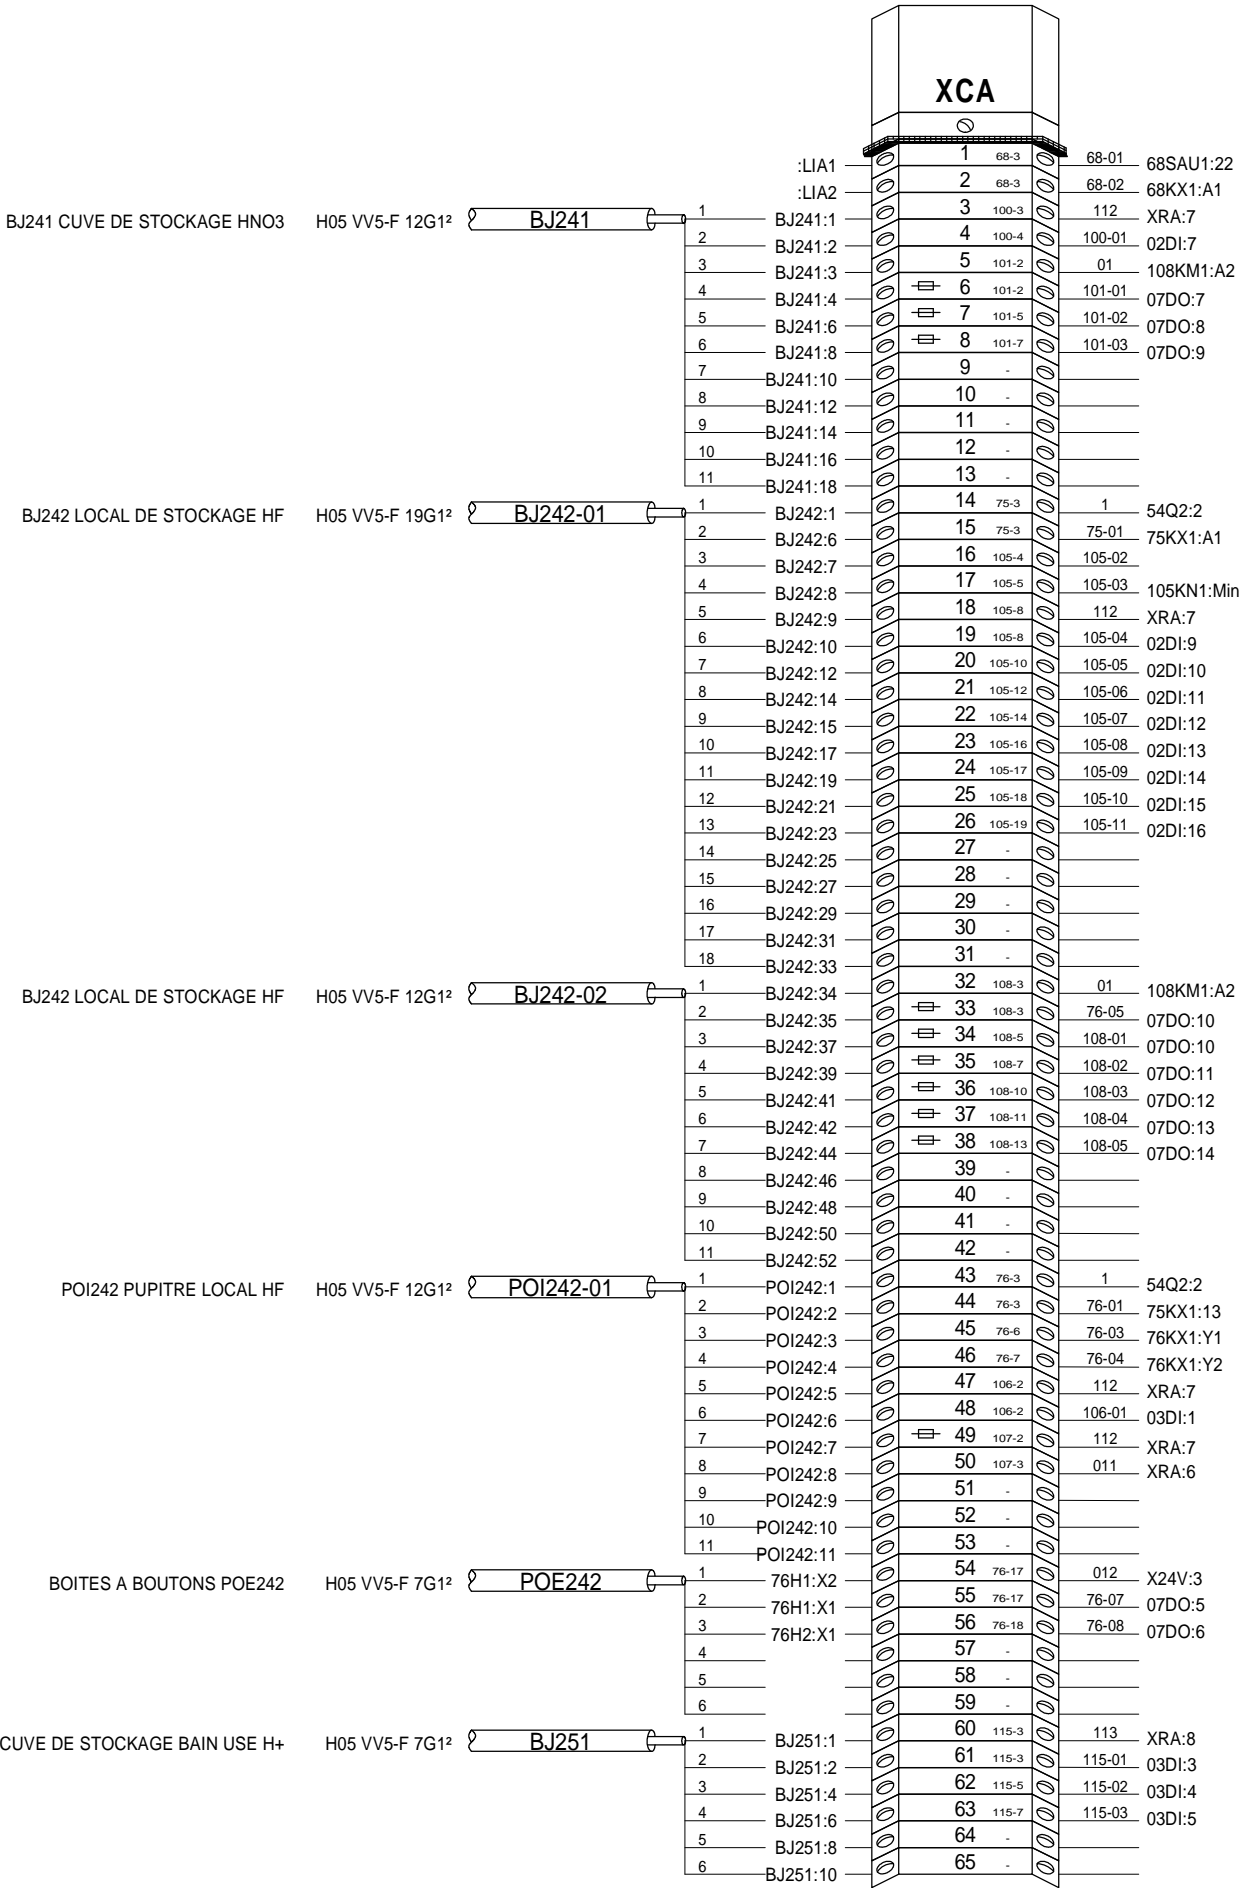 XCA
:LIA1 1 68-3 68-01 68SAU1:22
:LIA2 2 68-3 68-02 68KX1:A1
BJ241 CUVE DE STOCKAGE HNO3 H05 VV5-F 12G1² BJ241 1 BJ241:1 3 100-3 112 XRA:7
2 BJ241:2 4 100-4 100-01 02DI:7
3 BJ241:3 5 101-2 01 108KM1:A2
4 BJ241:4 6 101-2 101-01 07DO:7
5 BJ241:6 7 101-5 101-02 07DO:8
6 BJ241:8 8 101-7 101-03 07DO:9
7 BJ241:10 9 -
8 BJ241:12 10 -
9 BJ241:14 11 -
10 BJ241:16 12 -
11 BJ241:18 13 -
BJ242 LOCAL DE STOCKAGE HF H05 VV5-F 19G1² BJ242-01 1 BJ242:1 14 75-3 1 54Q2:2
2 BJ242:6 15 75-3 75-01 75KX1:A1
3 BJ242:7 16 105-4 105-02
4 BJ242:8 17 105-5 105-03 105KN1:Min
5 BJ242:9 18 105-8 112 XRA:7
6 BJ242:10 19 105-8 105-04 02DI:9
7 BJ242:12 20 105-10 105-05 02DI:10
8 BJ242:14 21 105-12 105-06 02DI:11
9 BJ242:15 22 105-14 105-07 02DI:12
10 BJ242:17 23 105-16 105-08 02DI:13
11 BJ242:19 24 105-17 105-09 02DI:14
12 BJ242:21 25 105-18 105-10 02DI:15
13 BJ242:23 26 105-19 105-11 02DI:16
14 BJ242:25 27 -
15 BJ242:27 28 -
16 BJ242:29 29 -
17 BJ242:31 30 -
18 BJ242:33 31 -
BJ242 LOCAL DE STOCKAGE HF H05 VV5-F 12G1² BJ242-02 1 BJ242:34 32 108-3 01 108KM1:A2
2 BJ242:35 33 108-3 76-05 07DO:10
3 BJ242:37 34 108-5 108-01 07DO:10
4 BJ242:39 35 108-7 108-02 07DO:11
5 BJ242:41 36 108-10 108-03 07DO:12
6 BJ242:42 37 108-11 108-04 07DO:13
7 BJ242:44 38 108-13 108-05 07DO:14
8 BJ242:46 39 -
9 BJ242:48 40 -
10 BJ242:50 41 -
11 BJ242:52 42 -
POI242 PUPITRE LOCAL HF H05 VV5-F 12G1² POI242-01 1 POI242:1 43 76-3 1 54Q2:2
2 POI242:2 44 76-3 76-01 75KX1:13
3 POI242:3 45 76-6 76-03 76KX1:Y1
4 POI242:4 46 76-7 76-04 76KX1:Y2
5 POI242:5 47 106-2 112 XRA:7
6 POI242:6 48 106-2 106-01 03DI:1
7 POI242:7 49 107-2 112 XRA:7
8 POI242:8 50 107-3 011 XRA:6
9 POI242:9 51 -
10 POI242:10 52 -
11 POI242:11 53 -
BOITES A BOUTONS POE242 H05 VV5-F 7G1² POE242 1 76H1:X2 54 76-17 012 X24V:3
2 76H1:X1 55 76-17 76-07 07DO:5
3 76H2:X1 56 76-18 76-08 07DO:6
4 57 -
5 58 -
6 59 -
CUVE DE STOCKAGE BAIN USE H+ H05 VV5-F 7G1² BJ251 1 BJ251:1 60 115-3 113 XRA:8
2 BJ251:2 61 115-3 115-01 03DI:3
3 BJ251:4 62 115-5 115-02 03DI:4
4 BJ251:6 63 115-7 115-03 03DI:5
5 BJ251:8 64 -
6 BJ251:10 65 -